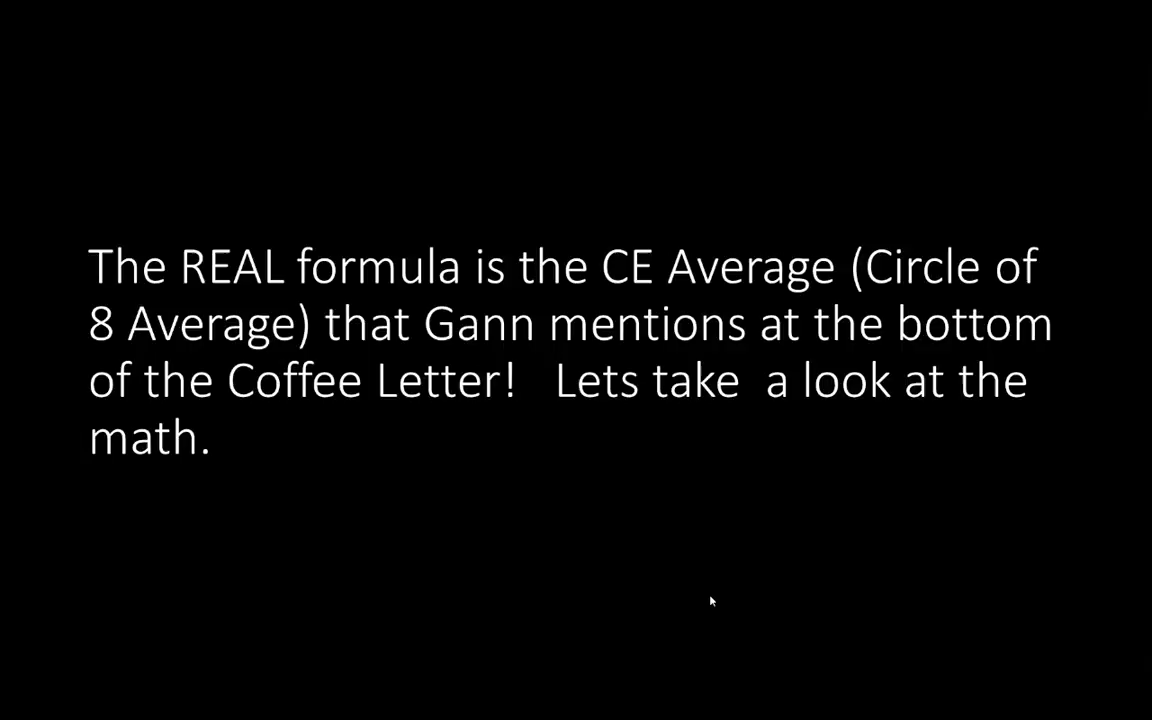 The REAL formula is the CE Average (Circle of
8 Average) that Gann mentions at the bottom
of the Coffee Letter!   Lets take  a look at the
math.